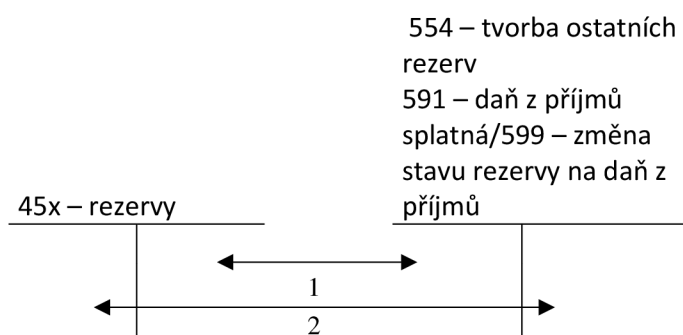 554 – tvorba ostatních
rezerv
591 – daň z příjmů
splatná/599 – změna
stavu rezervy na daň z
příjmů
45x – rezervy
1
2